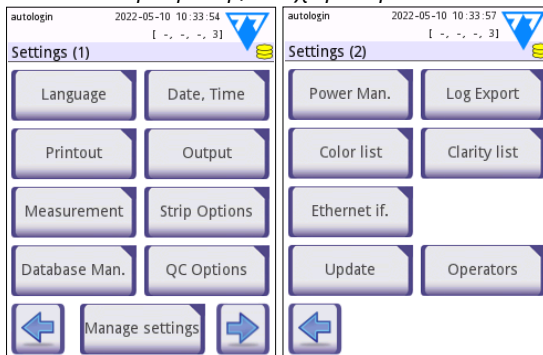 autologin 2022-05-10 10:33:54
[ -, -, -, 3]
Settings (1)
Language Date, Time
Printout Output
Measurement Strip Options
Database Man. QC Options
Manage settings
autologin 2022-05-10 10:33:57
[ -, -, -, 3]
Settings (2)
Power Man. Log Export
Color list Clarity list
Ethernet if.
Update Operators